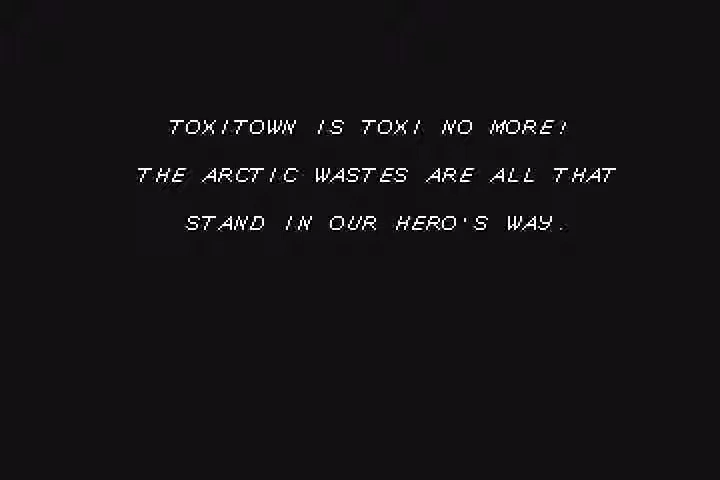 TOXITOWN IS TOXI NO MORE!
THE ARCTIC WASTES ARE ALL THAT
STAND IN OUR HERO'S WAY.